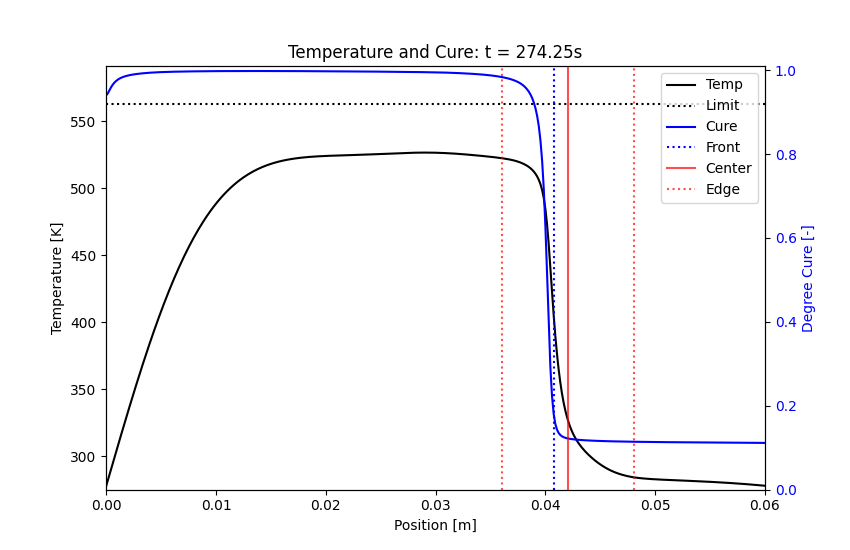 Temperature and Cure: t = 274.25s
Temperature [K]
550
500
450
400
350
300
Temp
Limit
Cure
Front
Center
Edge
1.0
0.8
0.6
0.4
0.2
0.0
Degree Cure [-]
0.00 0.01 0.02 0.03 0.04 0.05 0.06
Position [m]